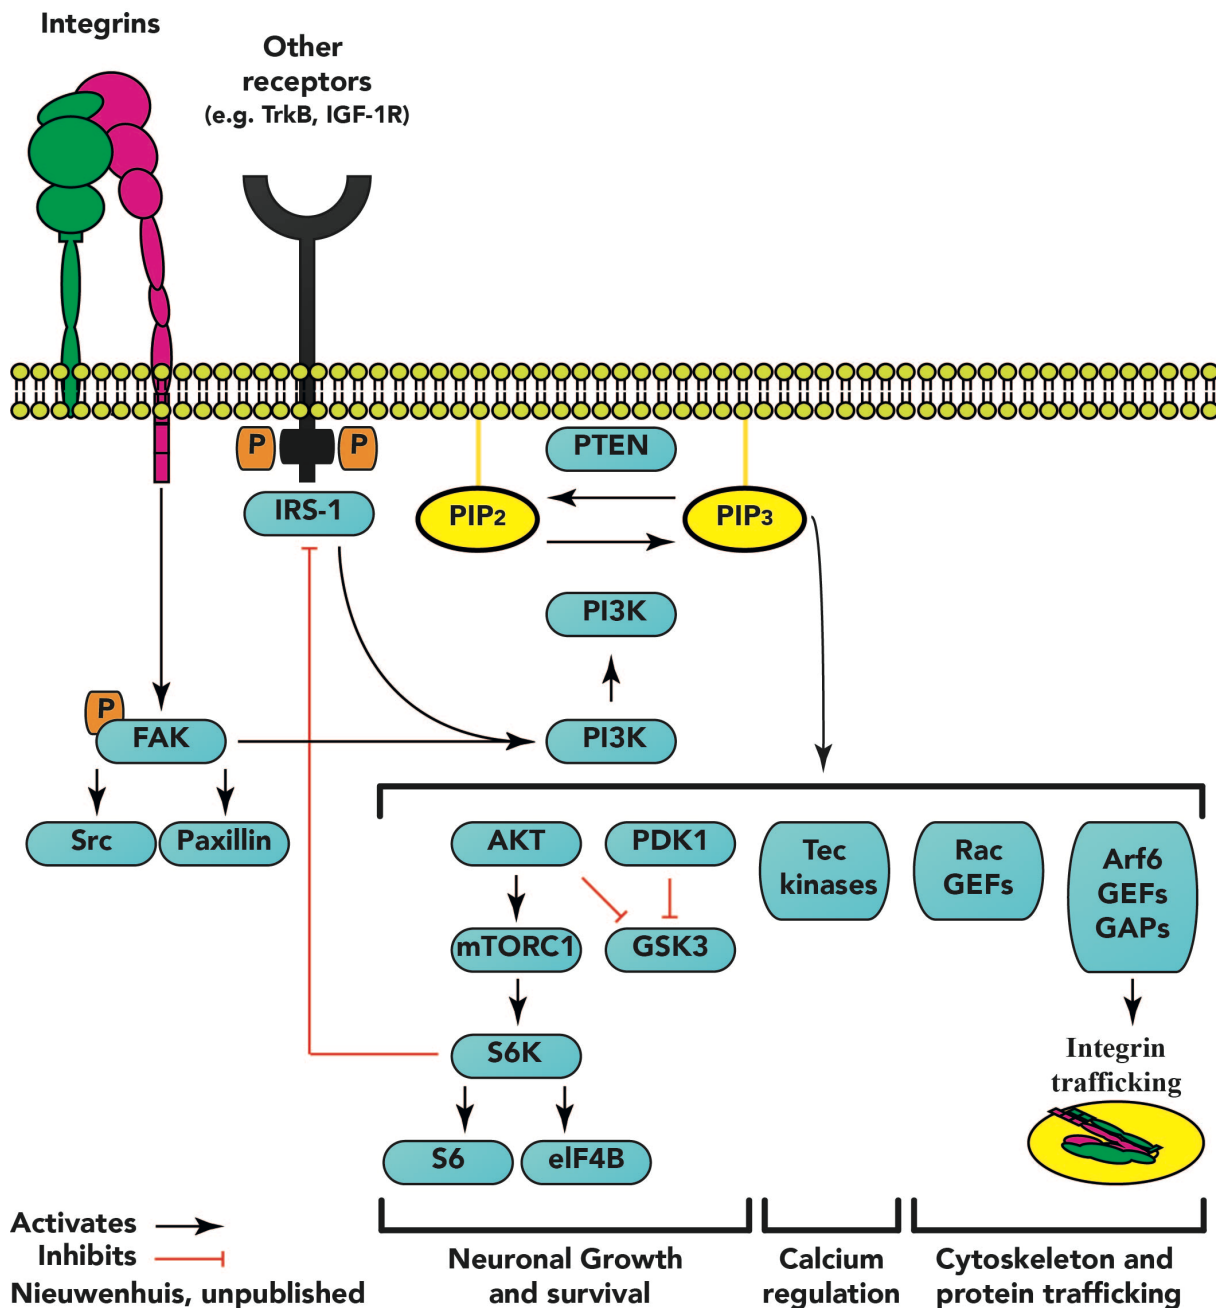 Integrins
Other
receptors
(e.g. TrkB, IGF-1R)
P
P
PTEN
IRS-1
PIP2
PIP3
PI3K
P
FAK
PI3K
Src
Paxillin
AKT
PDK1
Tec
kinases
Rac
GEFs
Arf6
GEFs
GAPs
mTORC1
GSK3
S6K
Integrin
trafficking
S6
eIF4B
Activates
Inhibits
Nieuwenhuis, unpublished
Neuronal Growth
and survival
Calcium
regulation
Cytoskeleton and
protein trafficking